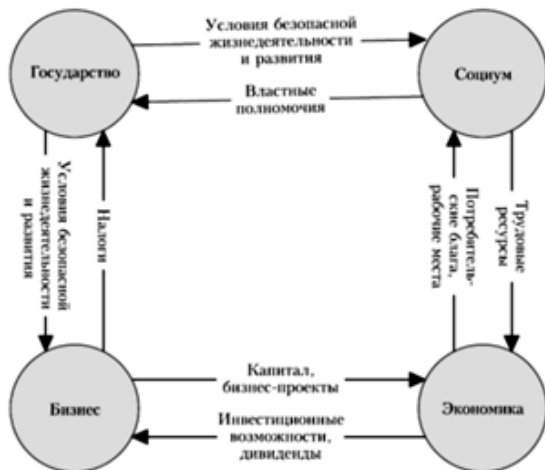 Условия безопасной
жизнедеятельности
и развития
Государство
Социум
Властные
полномочия
Условия безопасной
жизнедеятельности
и развития
Налоги
Потребитель-
ские блага,
рабочие места
Трудовые
ресурсы
Капитал,
бизнес-проекты
Бизнес
Экономика
Инвестиционные
возможности,
дивиденды